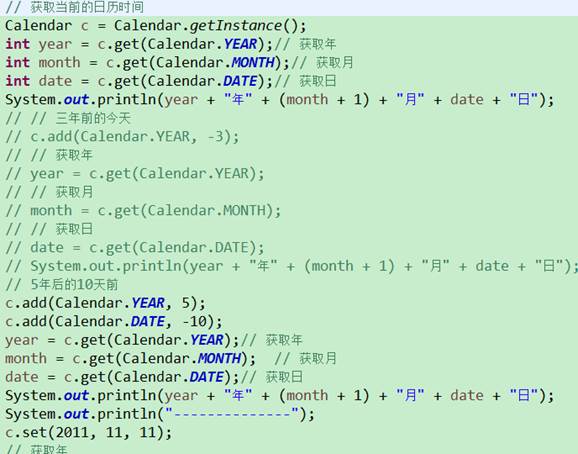 // 获取当前的日历时间
Calendar c = Calendar.getInstance();
int year = c.get(Calendar.YEAR);// 获取年
int month = c.get(Calendar.MONTH);// 获取月
int date = c.get(Calendar.DATE);// 获取日
System.out.println(year + "年" + (month + 1) + "月" + date + "日");
// // 三年前的今天
// c.add(Calendar.YEAR, -3);
// // 获取年
// year = c.get(Calendar.YEAR);
// // 获取月
// month = c.get(Calendar.MONTH);
// // 获取日
// date = c.get(Calendar.DATE);
// System.out.println(year + "年" + (month + 1) + "月" + date + "日");
// 5年后的10天前
c.add(Calendar.YEAR, 5);
c.add(Calendar.DATE, -10);
year = c.get(Calendar.YEAR);// 获取年
month = c.get(Calendar.MONTH);  // 获取月
date = c.get(Calendar.DATE);// 获取日
System.out.println(year + "年" + (month + 1) + "月" + date + "日");
System.out.println("--------------");
c.set(2011, 11, 11);
// 获取年